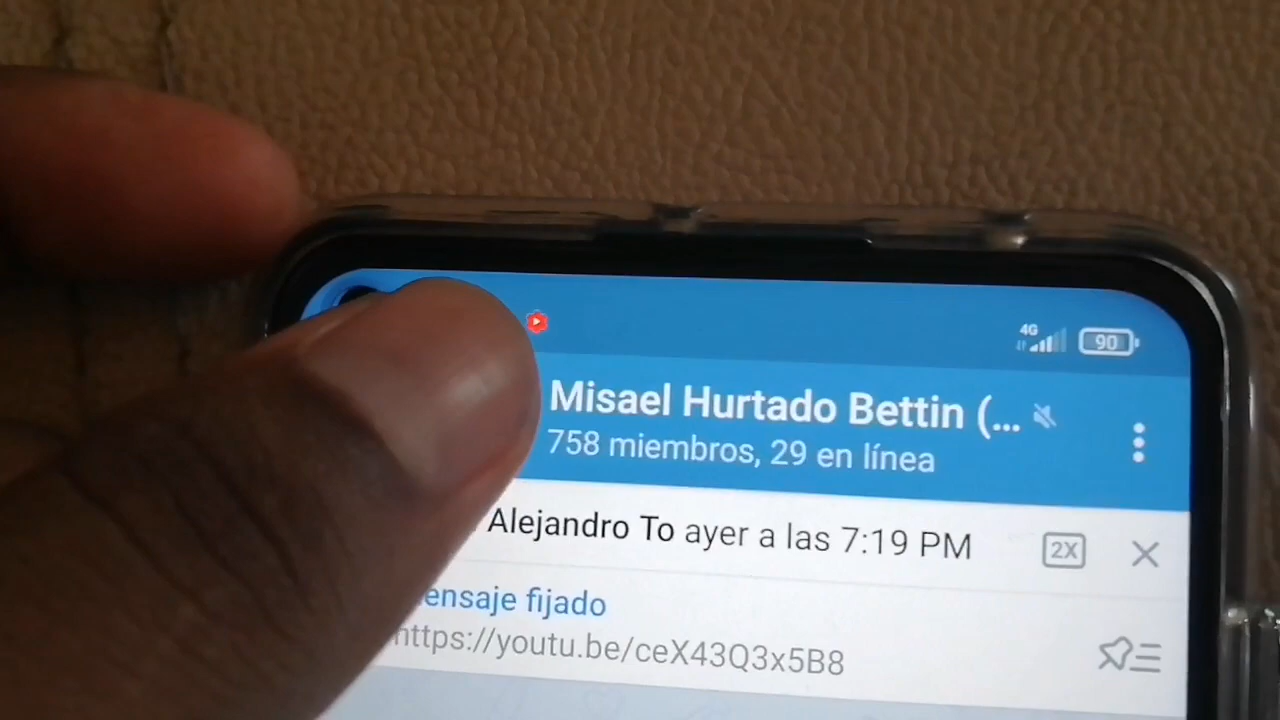 4G
90
Misael Hurtado Bettin (...
758 miembros, 29 en línea
Alejandro To ayer a las 7:19 PM
2X
ensaje fijado
https://youtu.be/ceX43Q3x5B8